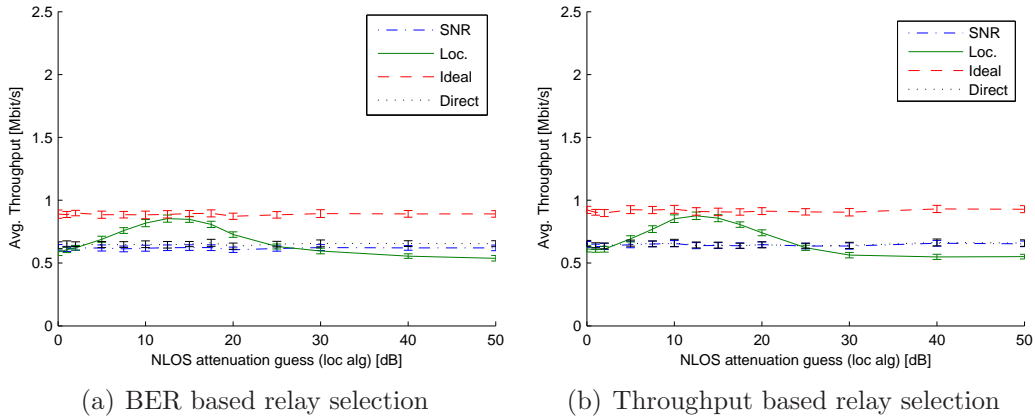 2.5
2
1.5
1
0.5
0
0
10
20
30
40
50
Avg. Throughput [Mbit/s]
NLOS attenuation guess (loc alg) [dB]
SNR
Loc.
Ideal
Direct
(a) BER based relay selection
2.5
2
1.5
1
0.5
0
0
10
20
30
40
50
Avg. Throughput [Mbit/s]
NLOS attenuation guess (loc alg) [dB]
SNR
Loc.
Ideal
Direct
(b) Throughput based relay selection